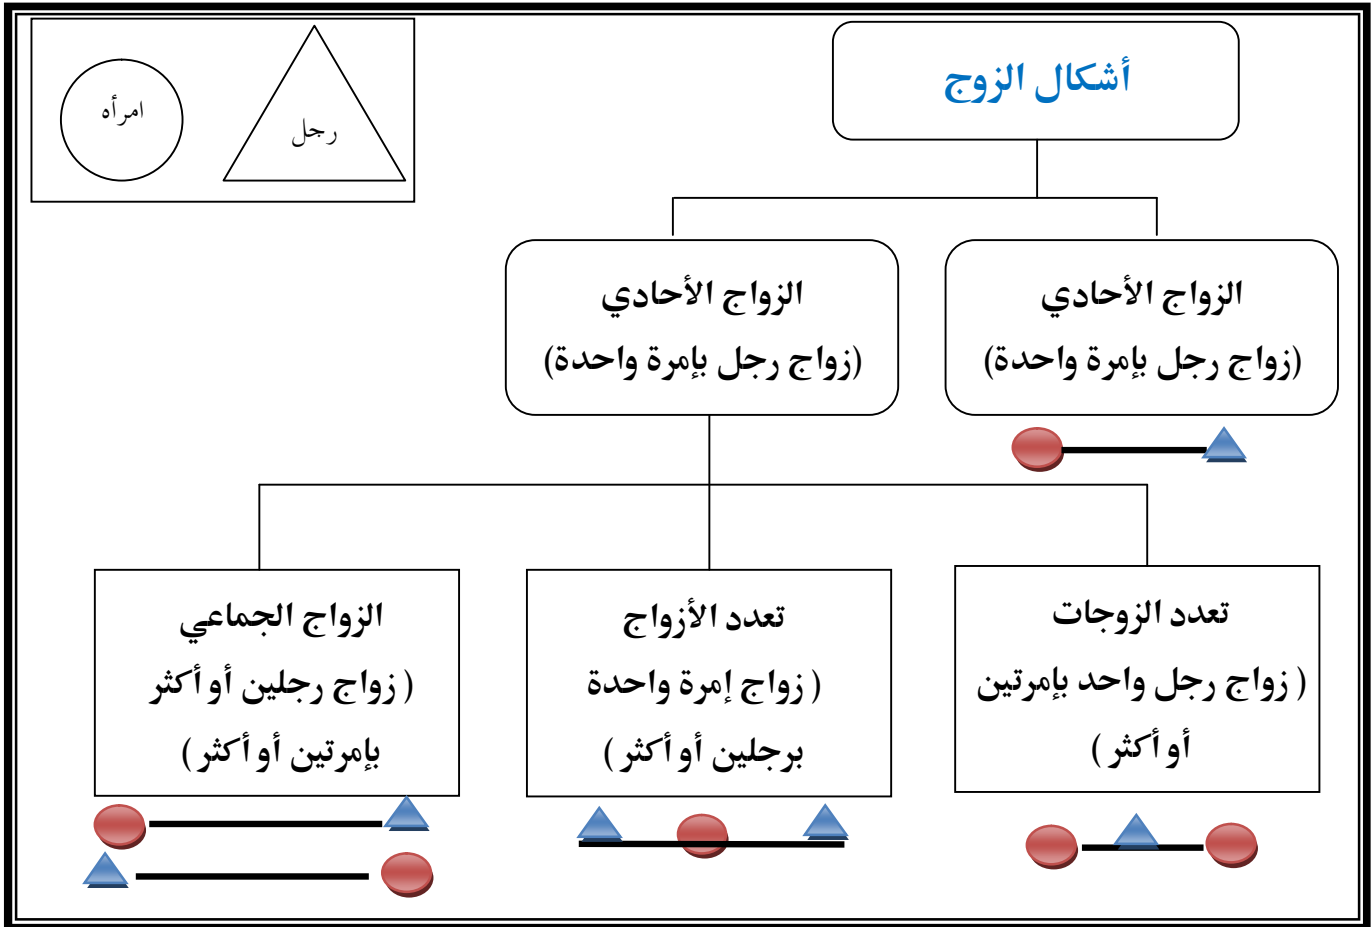 أشكال الزوج
رجل
امرأه
الزواج الأحادي
(زواج رجل بإمرة واحدة)
الزواج الأحادي
(زواج رجل بإمرة واحدة)
تعدد الزوجات
( زواج رجل واحد بإمرتين
أو أكثر )
تعدد الأزواج
( زواج إمرة واحدة
برجلين أو أكثر )
الزواج الجماعي
( زواج رجلين أو أكثر
بإمرتين أو أكثر )